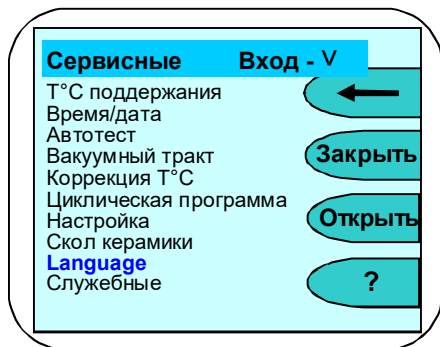 Сервисные Вход - V
Т°С поддержания
Время/дата
Автотест
Вакуумный тракт
Закрыть
Коррекция Т°С
Циклическая программа
Настройка
Открыть
Скол керамики
Language
Служебные
?